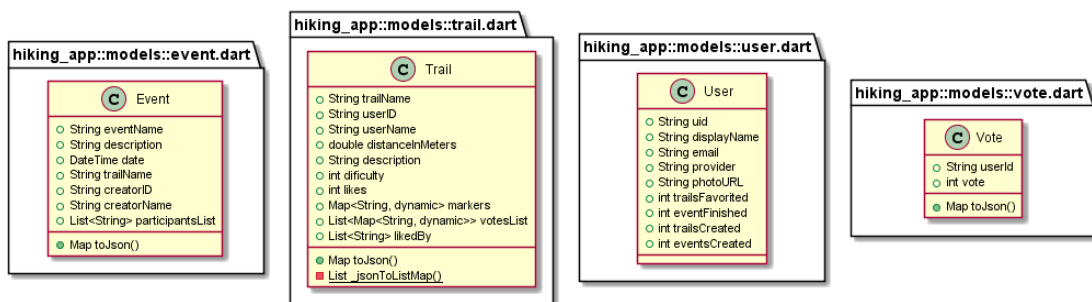 hiking_app::models::event.dart
C Event
String eventName
String description
DateTime date
String trailName
String creatorID
String creatorName
List<String> participantsList
Map toJson()
hiking_app::models::trail.dart
C Trail
String trailName
String userID
String userName
double distanceInMeters
String description
int dificulty
int likes
Map<String, dynamic> markers
List<Map<String, dynamic>> votesList
List<String> likedBy
Map toJson()
List _jsonToListMap()
hiking_app::models::user.dart
C User
String uid
String displayName
String email
String provider
String photoURL
int trailsFavorited
int eventFinished
int trailsCreated
int eventsCreated
hiking_app::models::vote.dart
C Vote
String userId
int vote
Map toJson()